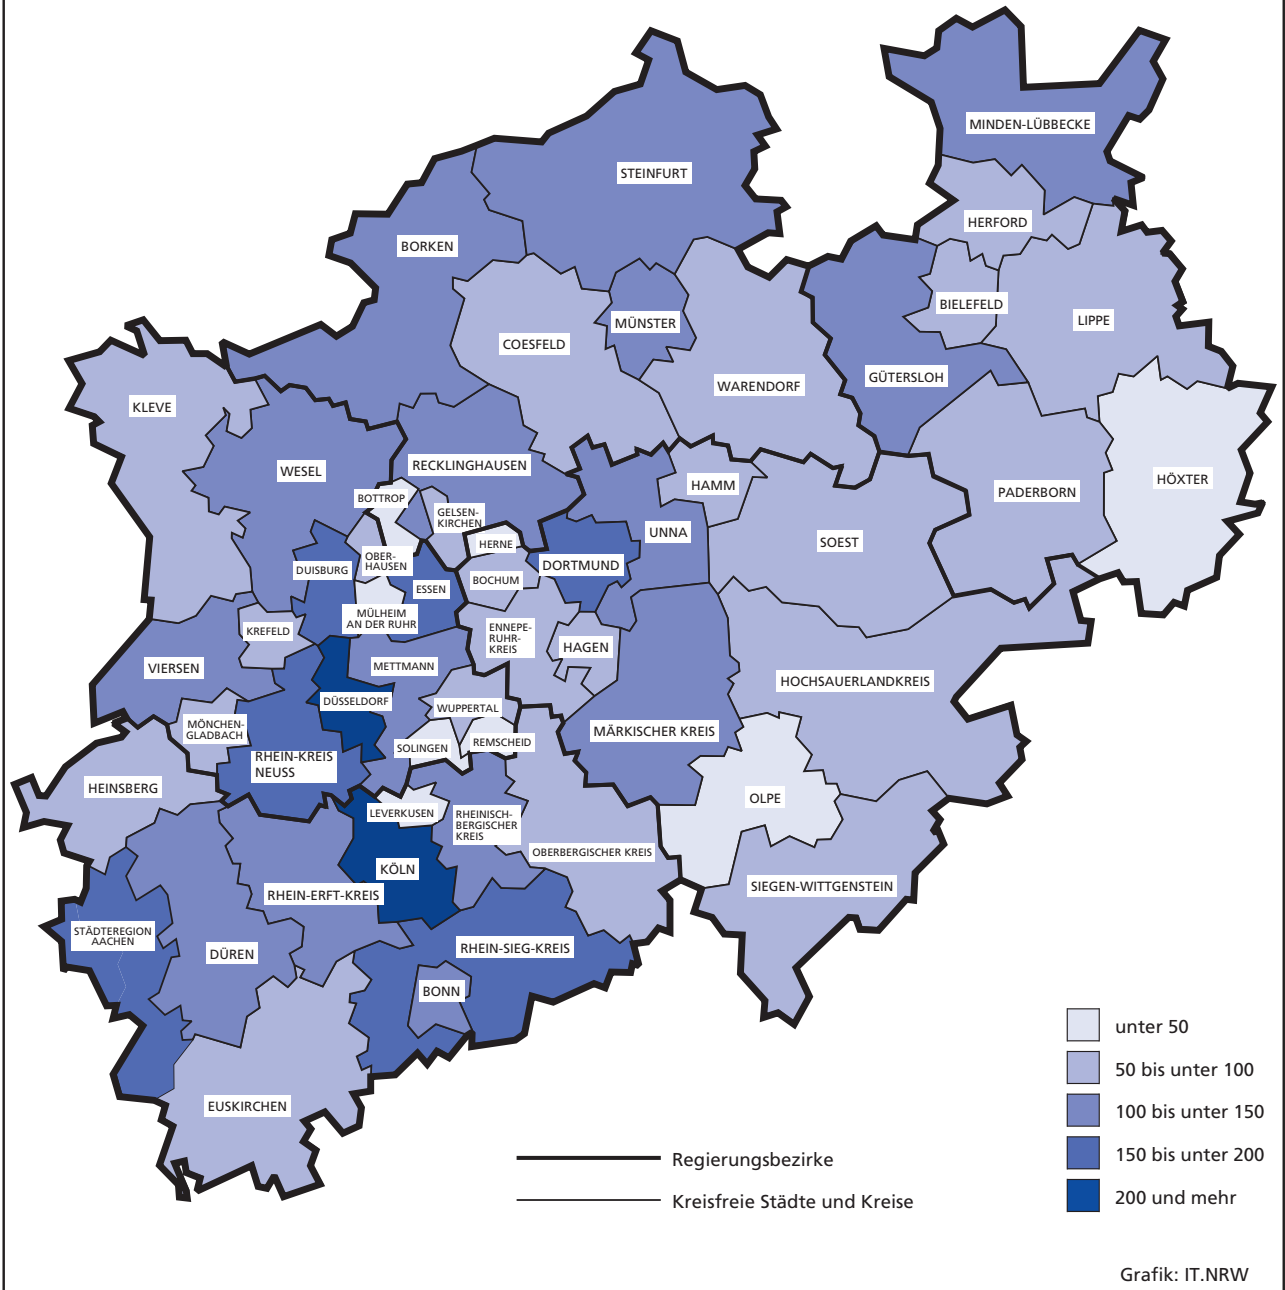 MINDEN-LÜBBECKE
STEINFURT
HERFORD
BORKEN
BIELEFELD
MÜNSTER
LIPPE
COESFELD
GÜTERSLOH
WARENDORF
KLEVE
RECKLINGHAUSEN
WESEL
HÖXTER
HAMM
PADERBORN
BOTTROP
GELSEN-
KIRCHEN
UNNA
SOEST
HERNE
OBER-
HAUSEN
DORTMUND
DUISBURG
BOCHUM
ESSEN
MÜLHEIM
AN DER RUHR
KREFELD
ENNEPE-
RUHR-
KREIS
HAGEN
VIERSEN
METTMANN
HOCHSAUERLANDKREIS
DÜSSELDORF
WUPPERTAL
MÖNCHEN-
GLADBACH
MÄRKISCHER KREIS
SOLINGEN
REMSCHEID
RHEIN-KREIS
NEUSS
HEINSBERG
OLPE
LEVERKUSEN
RHEINISCH-
BERGISCHER
KREIS
OBERBERGISCHER KREIS
KÖLN
SIEGEN-WITTGENSTEIN
RHEIN-ERFT-KREIS
STÄDTEREGION
AACHEN
RHEIN-SIEG-KREIS
DÜREN
BONN
EUSKIRCHEN
unter 50
50 bis unter 100
100 bis unter 150
150 bis unter 200
200 und mehr
Regierungsbezirke
Kreisfreie Städte und Kreise
Grafik: IT.NRW